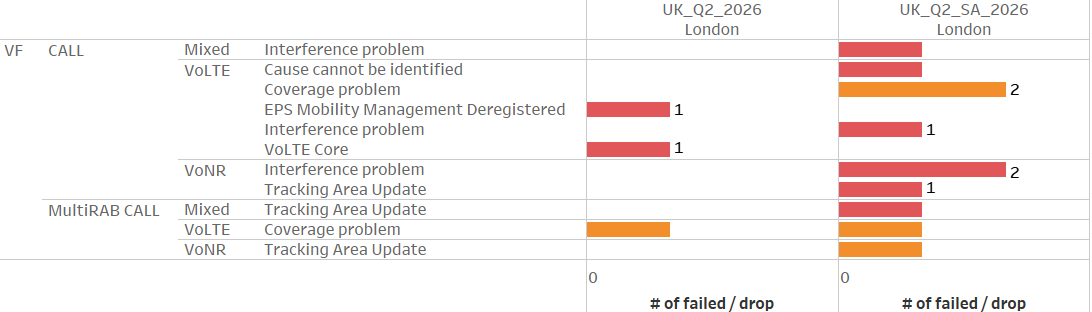 UK_Q2_2026 UK_Q2_SA_2026
London London
VF CALL Mixed Interference problem
VoLTE Cause cannot be identified
Coverage problem 2
EPS Mobility Management Deregistered 1
Interference problem 1
VoLTE Core 1
VoNR Interference problem 2
Tracking Area Update 1
MultiRAB CALL Mixed Tracking Area Update
VoLTE Coverage problem
VoNR Tracking Area Update
0 0
# of failed / drop # of failed / drop